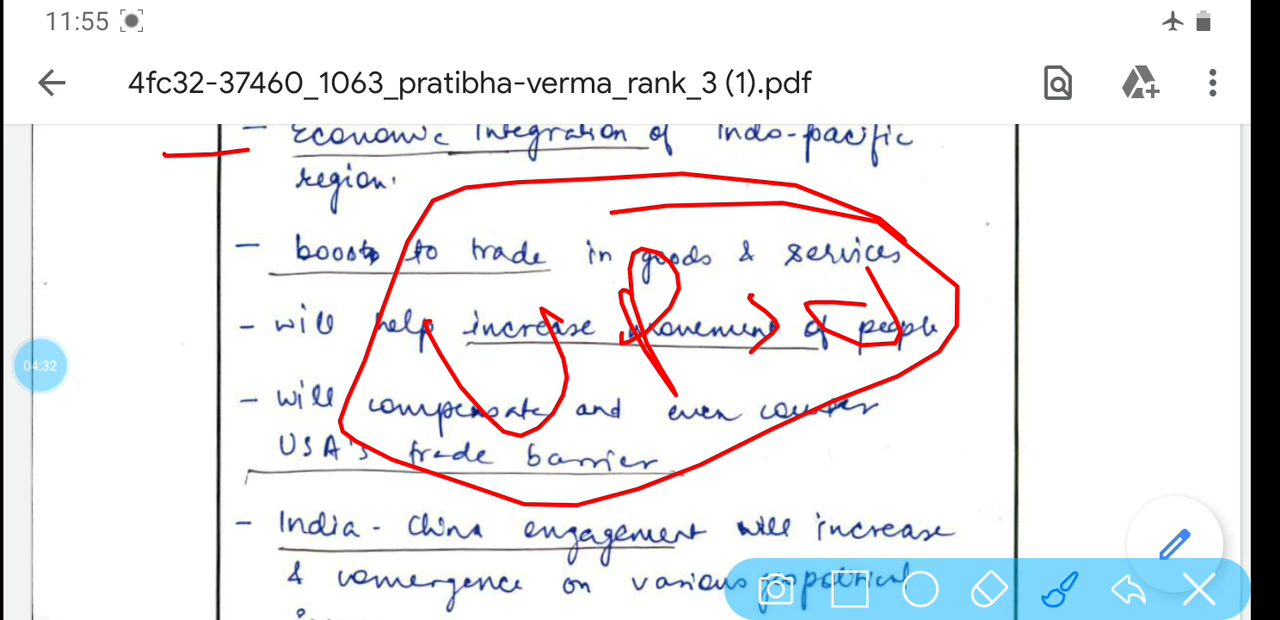 11:55
4fc32-37460_1063_pratibha-verma_rank_3 (1).pdf
- Economic Integration of Indo-pacific
region.
- boost to trade in goods & services
- will help increase movement of people
04:32
- will compensate and even counter
USA's trade barrier
- India - China engagement will increase
& convergence on various